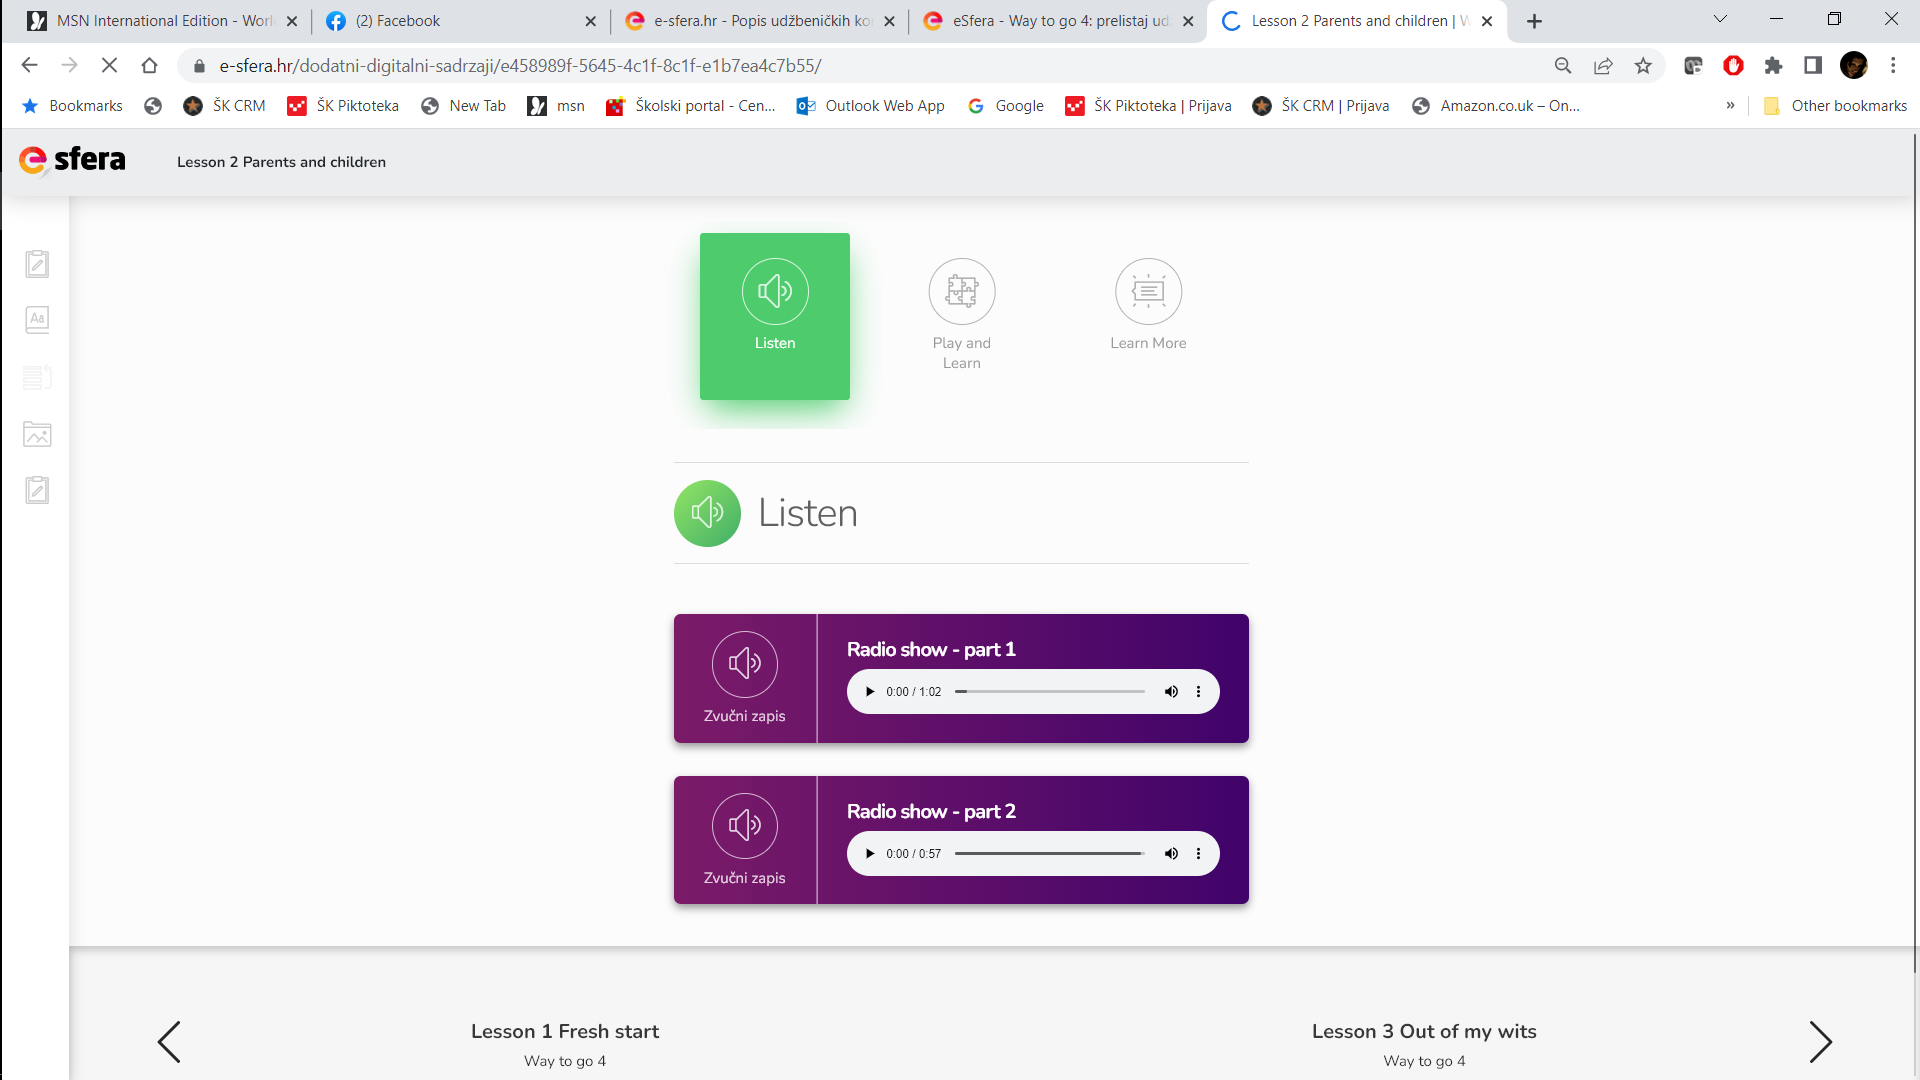 MSN International Edition - Worl
(2) Facebook
e-sfera.hr - Popis udžbeničkih ko
eSfera - Way to go 4: prelistaj ud
Lesson 2 Parents and children | W
e-sfera.hr/dodatni-digitalni-sadrzaji/e458989f-5645-4c1f-8c1f-e1b7ea4c7b55/
Bookmarks
ŠK CRM
ŠK Piktoteka
New Tab
msn
Školski portal - Cen...
Outlook Web App
Google
ŠK Piktoteka | Prijava
ŠK CRM | Prijava
Amazon.co.uk – On...
»
Other bookmarks
e sfera
Lesson 2 Parents and children
Aa
Listen
Play and
Learn
Learn More
Listen
Radio show - part 1
0:00 / 1:02
Zvučni zapis
Radio show - part 2
0:00 / 0:57
Zvučni zapis
Lesson 1 Fresh start
Way to go 4
Lesson 3 Out of my wits
Way to go 4